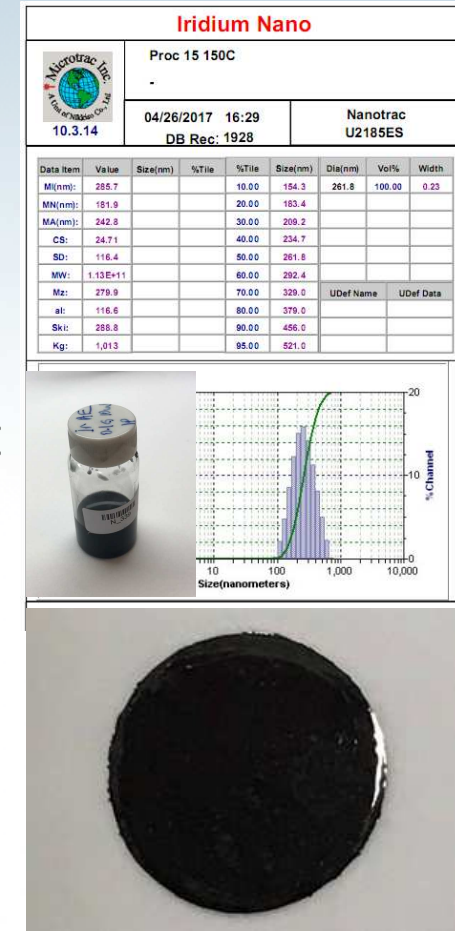 Iridium Nano
Microtrac Inc.
A Unit of Nikkiso Co., Ltd
10.3.14
Proc 15 150C
-
04/26/2017 16:29
DB Rec: 1928
Nanotrac
U2185ES
Data Item Value Size(nm) %Tile %Tile Size(nm) Dia(nm) Vol% Width
MI(nm): 285.7 10.00 154.3 261.8 100.00 0.23
MN(nm): 181.9 20.00 183.4
MA(nm): 242.8 30.00 209.2
CS: 24.71 40.00 234.7
SD: 116.4 50.00 261.8
MW: 1.13E+11 60.00 292.4
Mz: 279.9 70.00 329.0 UDef Name UDef Data
al: 116.6 80.00 379.0
Ski: 288.8 90.00 456.0
Kg: 1,013 95.00 521.0
20
10
0
%Channel
10 100 1,000 10,000
Size(nanometers)